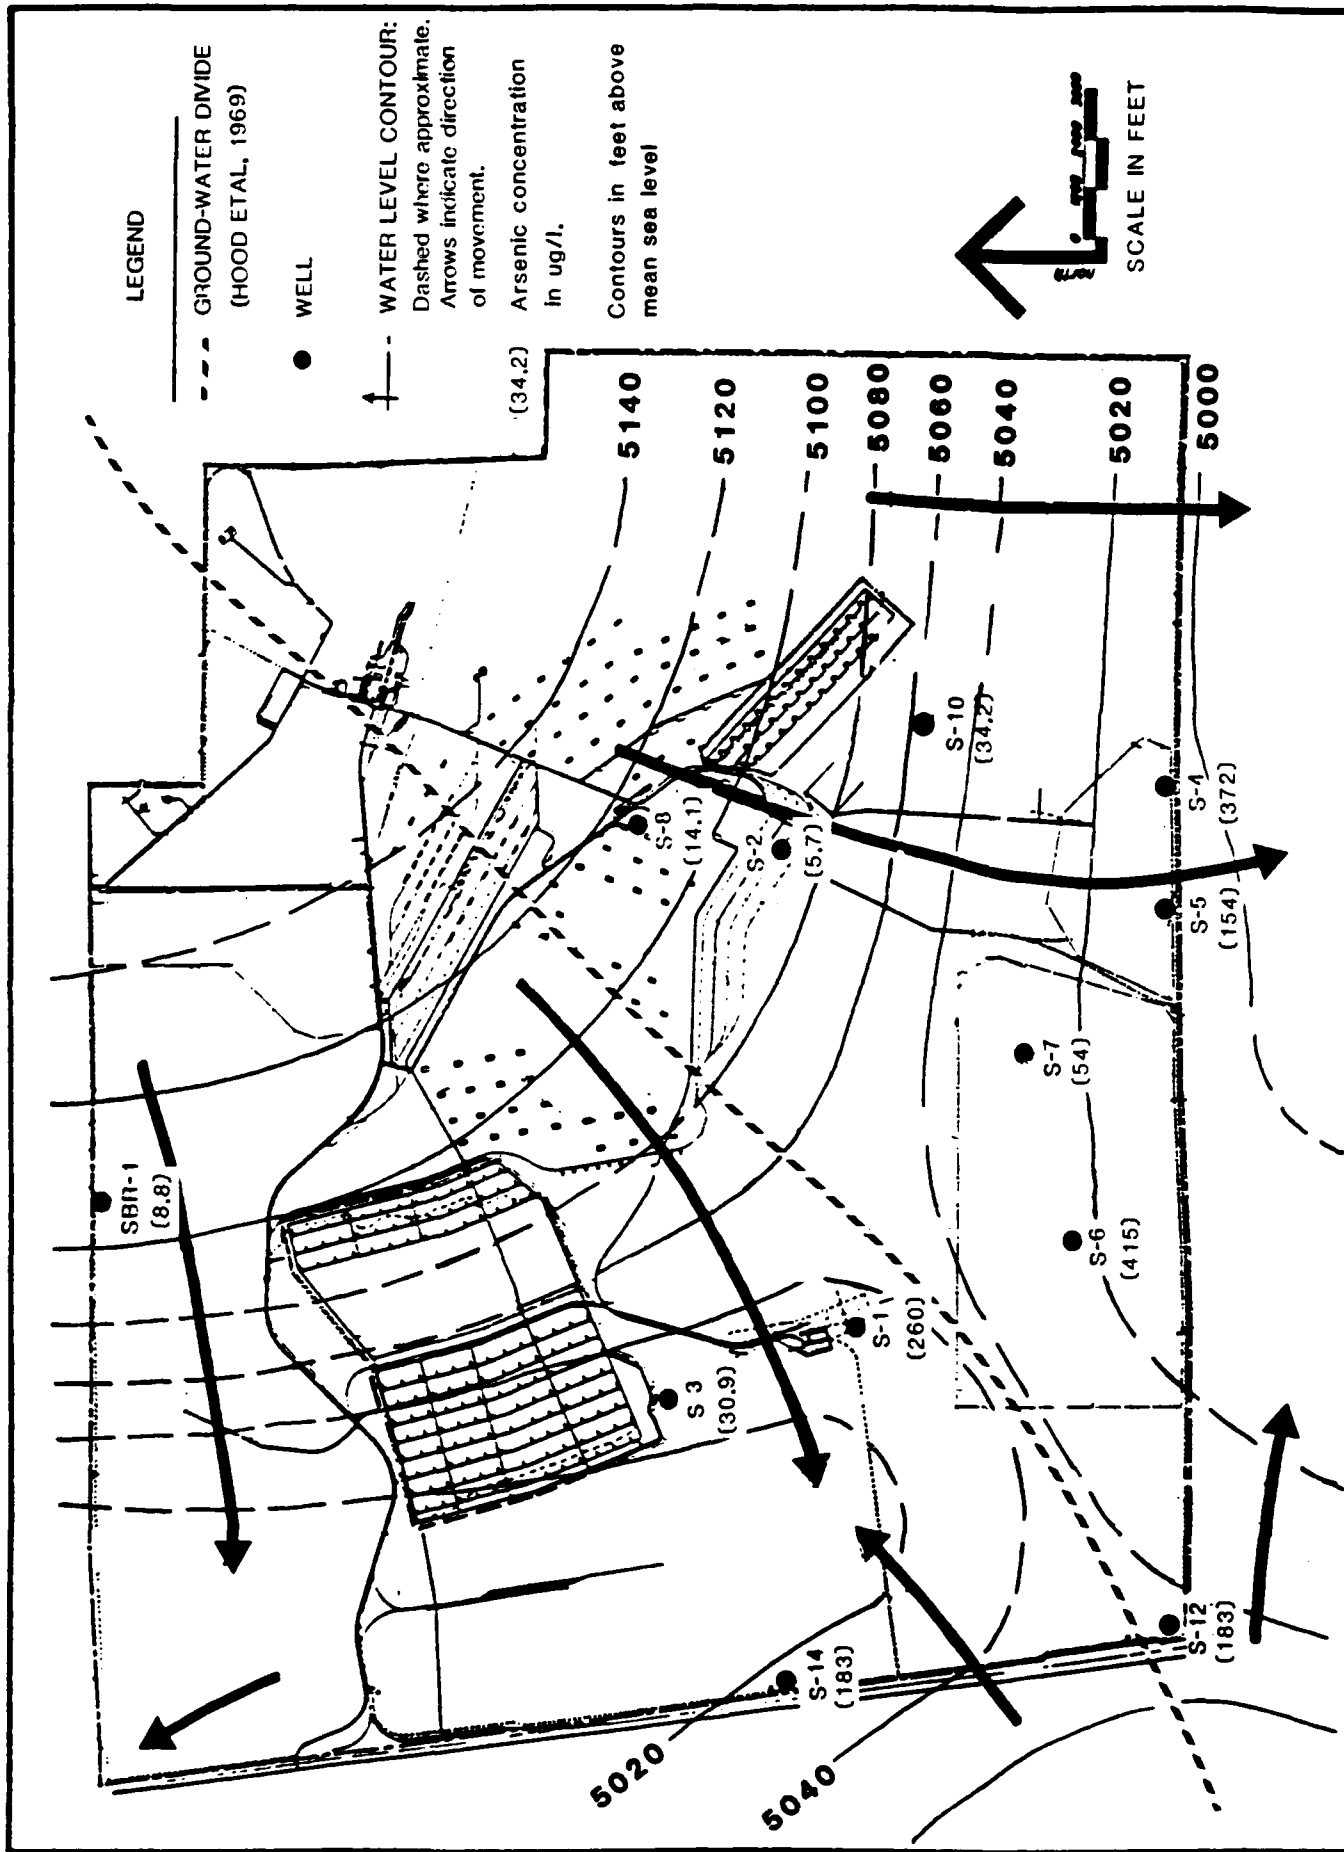 LEGEND
GROUND-WATER DIVIDE
(HOOD ETAL, 1969)
WELL
WATER LEVEL CONTOUR:
Dashed where approximate.
Arrows indicate direction
of movement.
(34.2) Arsenic concentration
in ug/l.
Contours in feet above
mean sea level
north
0
SCALE IN FEET
5140
5120
5100
5080
5060
5040
5020
5000
5020
5040
SBR-1
(8.8)
S-8
(14.1)
S-2
(5.7)
S-10
(34.2)
S-4
(372)
S-5
(154)
S-7
(54)
S-6
(415)
S-1
(260)
S 3
(30.9)
S-14
(183)
S-12
(183)